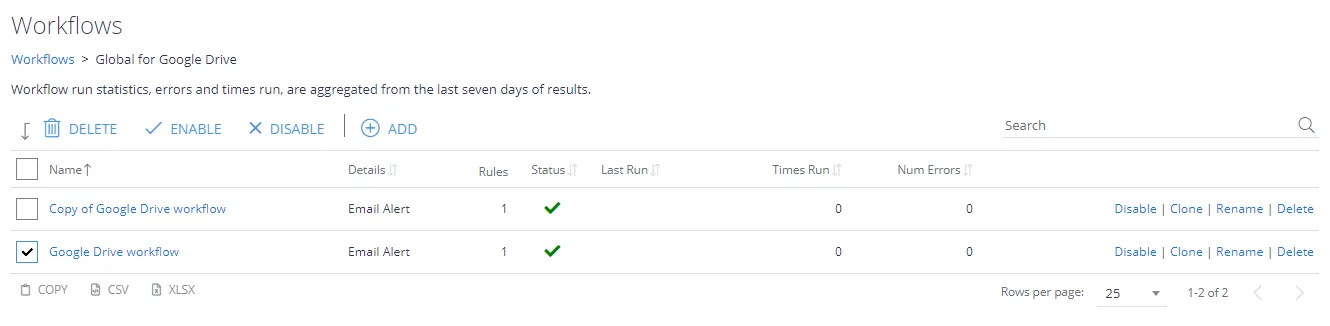 Workflows
Workflows > Global for Google Drive
Workflow run statistics, errors and times run, are aggregated from the last seven days of results.
DELETE ENABLE DISABLE ADD Search
Name Details Rules Status Last Run Times Run Num Errors
Copy of Google Drive workflow Email Alert 1 0 0 Disable | Clone | Rename | Delete
Google Drive workflow Email Alert 1 0 0 Disable | Clone | Rename | Delete
COPY CSV XLSX Rows per page: 25 1-2 of 2